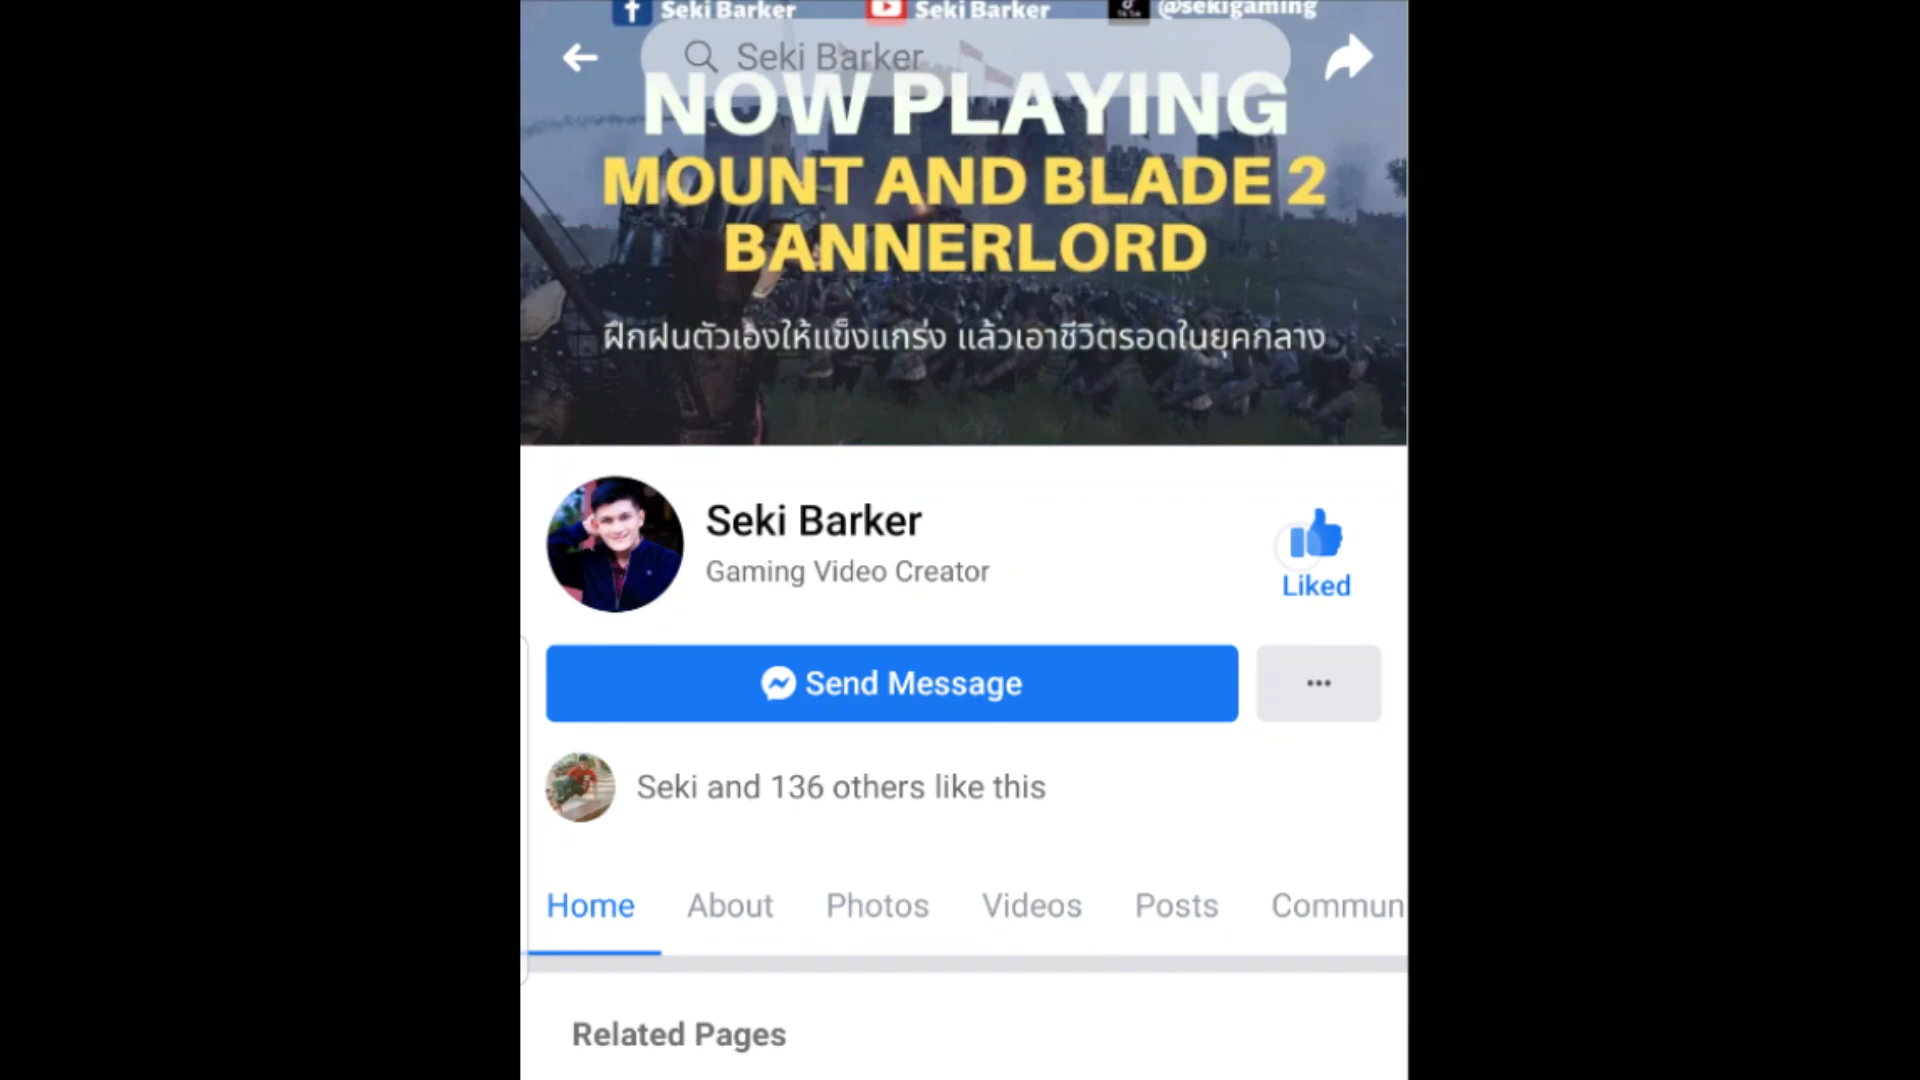 Seki Barker Seki Barker @sekigaming
Seki Barker
NOW PLAYING
MOUNT AND BLADE 2
BANNERLORD
ฝึกฝนตัวเองให้แข็งแกร่ง แล้วเอาชีวิตรอดในยุคกลาง
Seki Barker
Gaming Video Creator
Liked
Send Message
Seki and 136 others like this
Home About Photos Videos Posts Commun
Related Pages